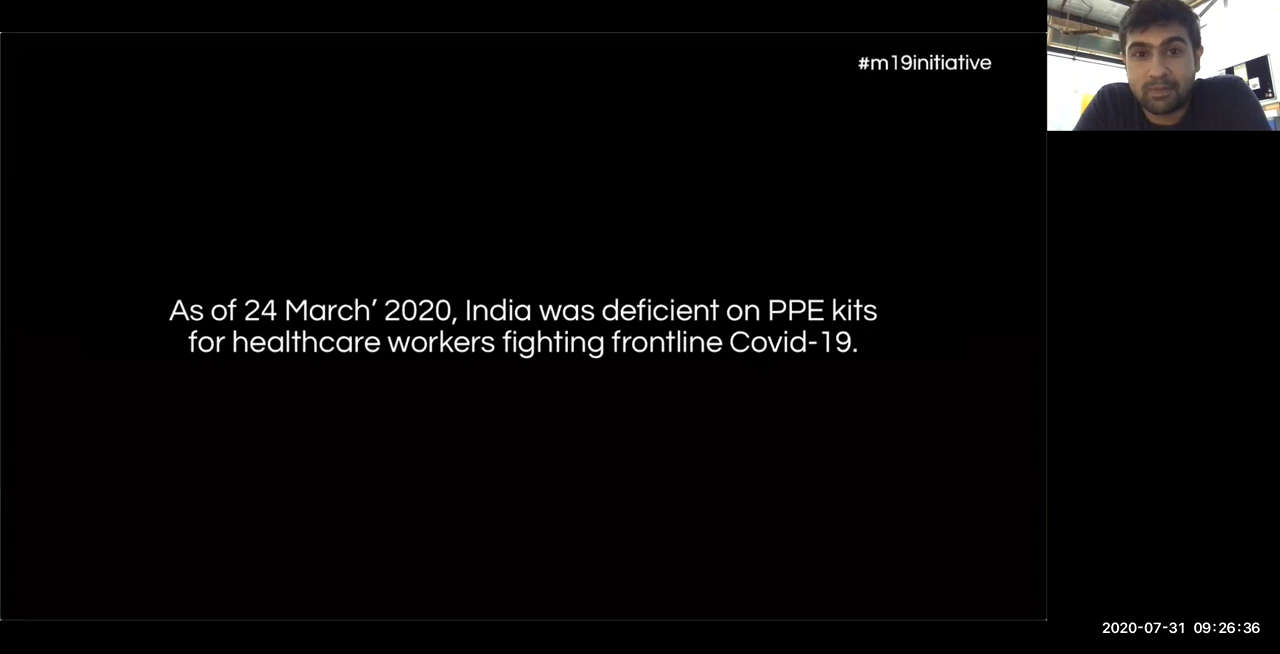 #m19initiative
As of 24 March’ 2020, India was deficient on PPE kits
for healthcare workers fighting frontline Covid-19.
2020-07-31 09:26:36